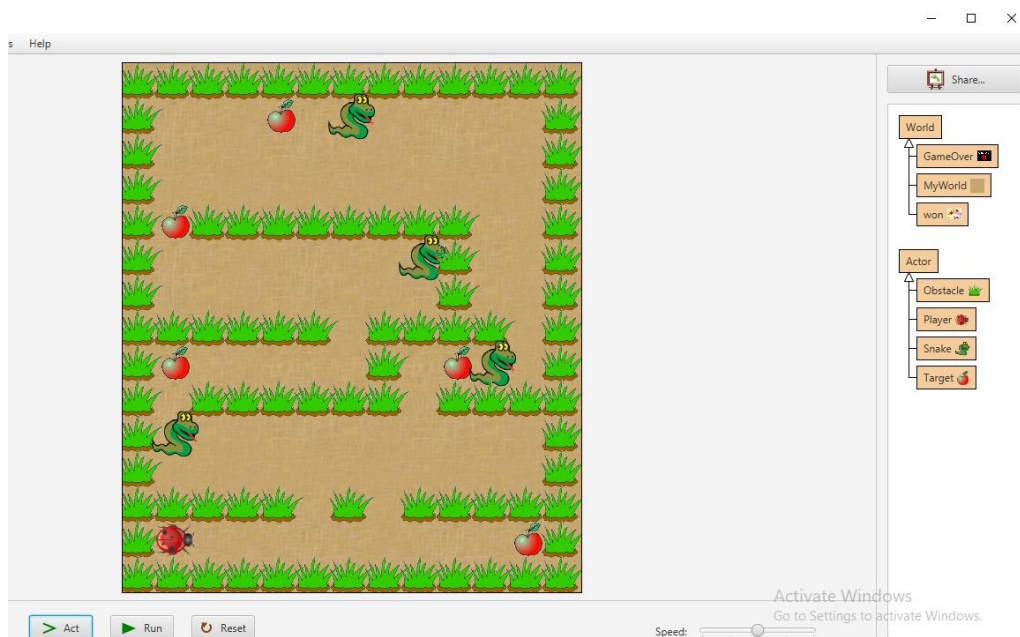 s Help
Share...
World
GameOver
MyWorld
won
Actor
Obstacle
Player
Snake
Target
Activate Windows
Go to Settings to activate Windows.
Act Run Reset Speed: